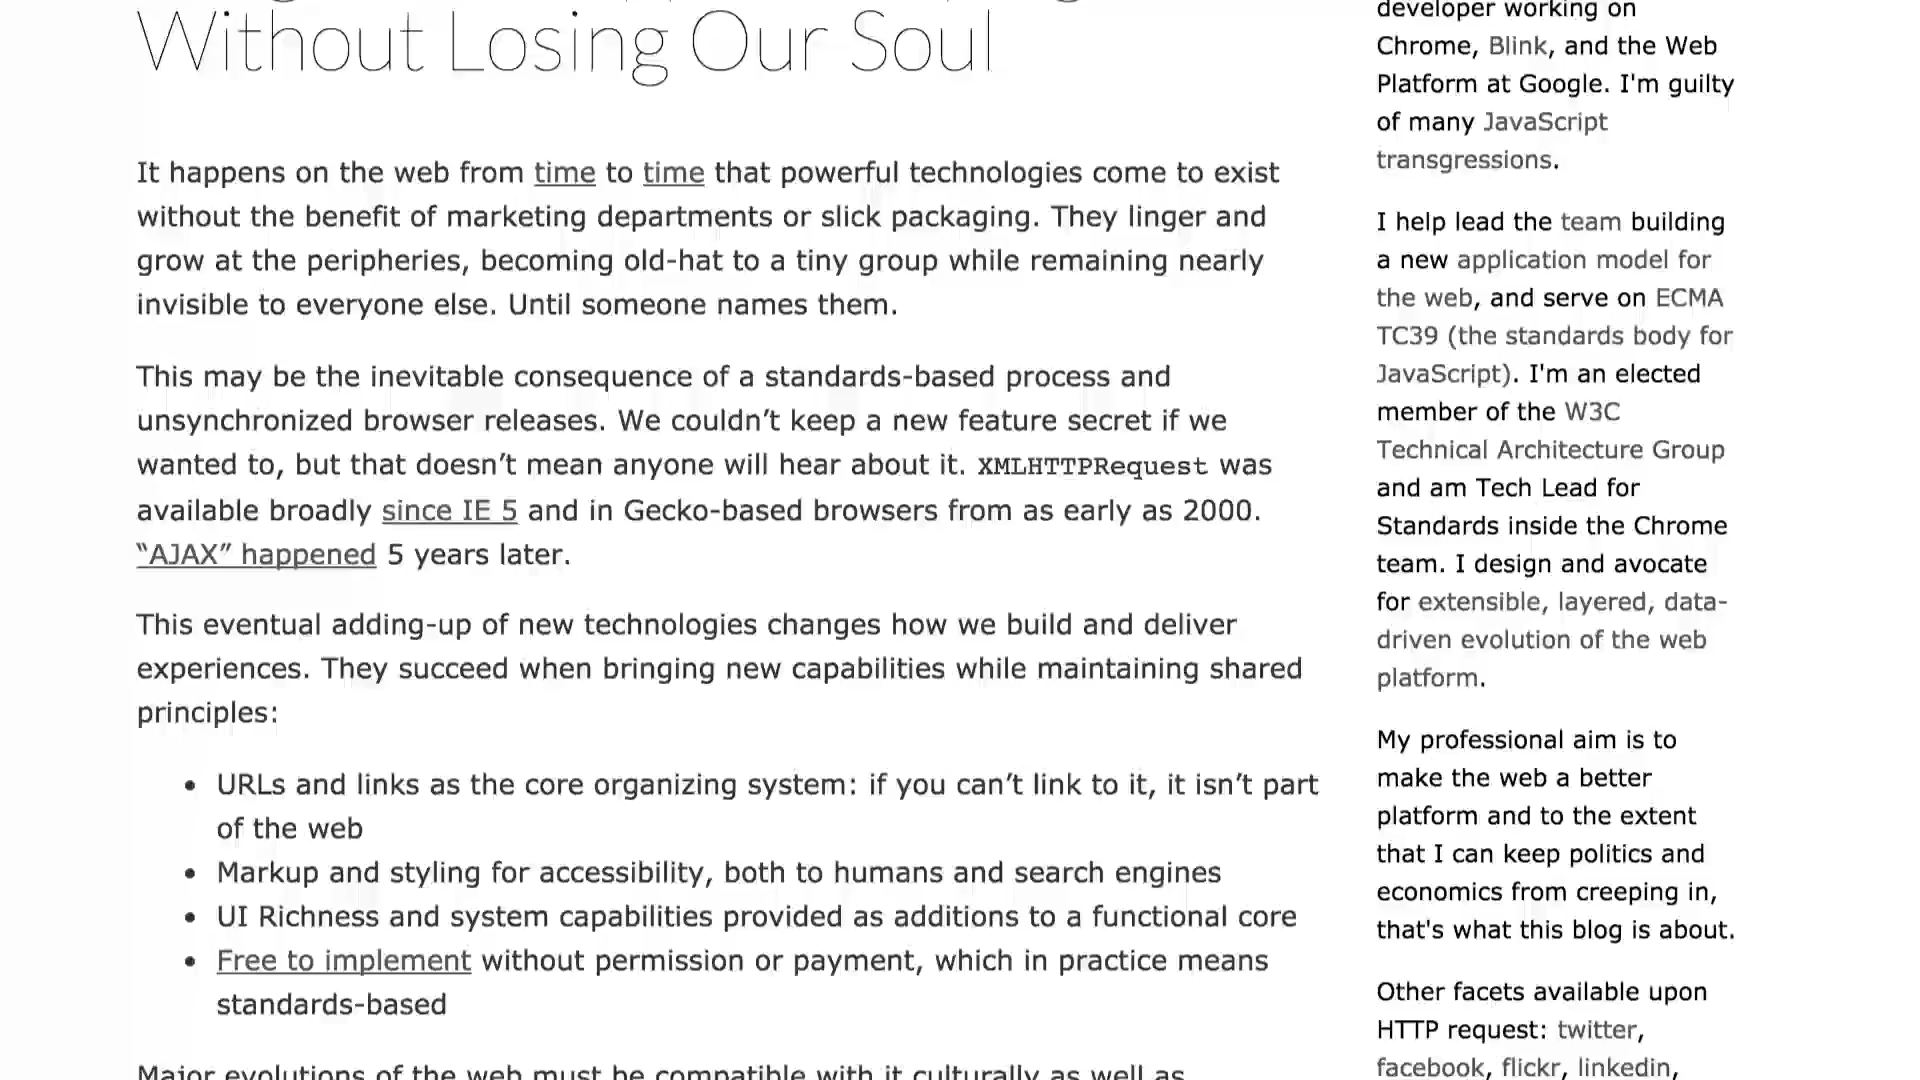 Without Losing Our Soul
It happens on the web from time to time that powerful technologies come to exist
without the benefit of marketing departments or slick packaging. They linger and
grow at the peripheries, becoming old-hat to a tiny group while remaining nearly
invisible to everyone else. Until someone names them.
This may be the inevitable consequence of a standards-based process and
unsynchronized browser releases. We couldn’t keep a new feature secret if we
wanted to, but that doesn’t mean anyone will hear about it. XMLHTTPRequest was
available broadly since IE 5 and in Gecko-based browsers from as early as 2000.
“AJAX” happened 5 years later.
This eventual adding-up of new technologies changes how we build and deliver
experiences. They succeed when bringing new capabilities while maintaining shared
principles:
• URLs and links as the core organizing system: if you can’t link to it, it isn’t part
of the web
• Markup and styling for accessibility, both to humans and search engines
• UI Richness and system capabilities provided as additions to a functional core
• Free to implement without permission or payment, which in practice means
standards-based
Major evolutions of the web must be compatible with it culturally as well as
developer working on
Chrome, Blink, and the Web
Platform at Google. I'm guilty
of many JavaScript
transgressions.
I help lead the team building
a new application model for
the web, and serve on ECMA
TC39 (the standards body for
JavaScript). I'm an elected
member of the W3C
Technical Architecture Group
and am Tech Lead for
Standards inside the Chrome
team. I design and avocate
for extensible, layered, data-
driven evolution of the web
platform.
My professional aim is to
make the web a better
platform and to the extent
that I can keep politics and
economics from creeping in,
that's what this blog is about.
Other facets available upon
HTTP request: twitter,
facebook, flickr, linkedin,